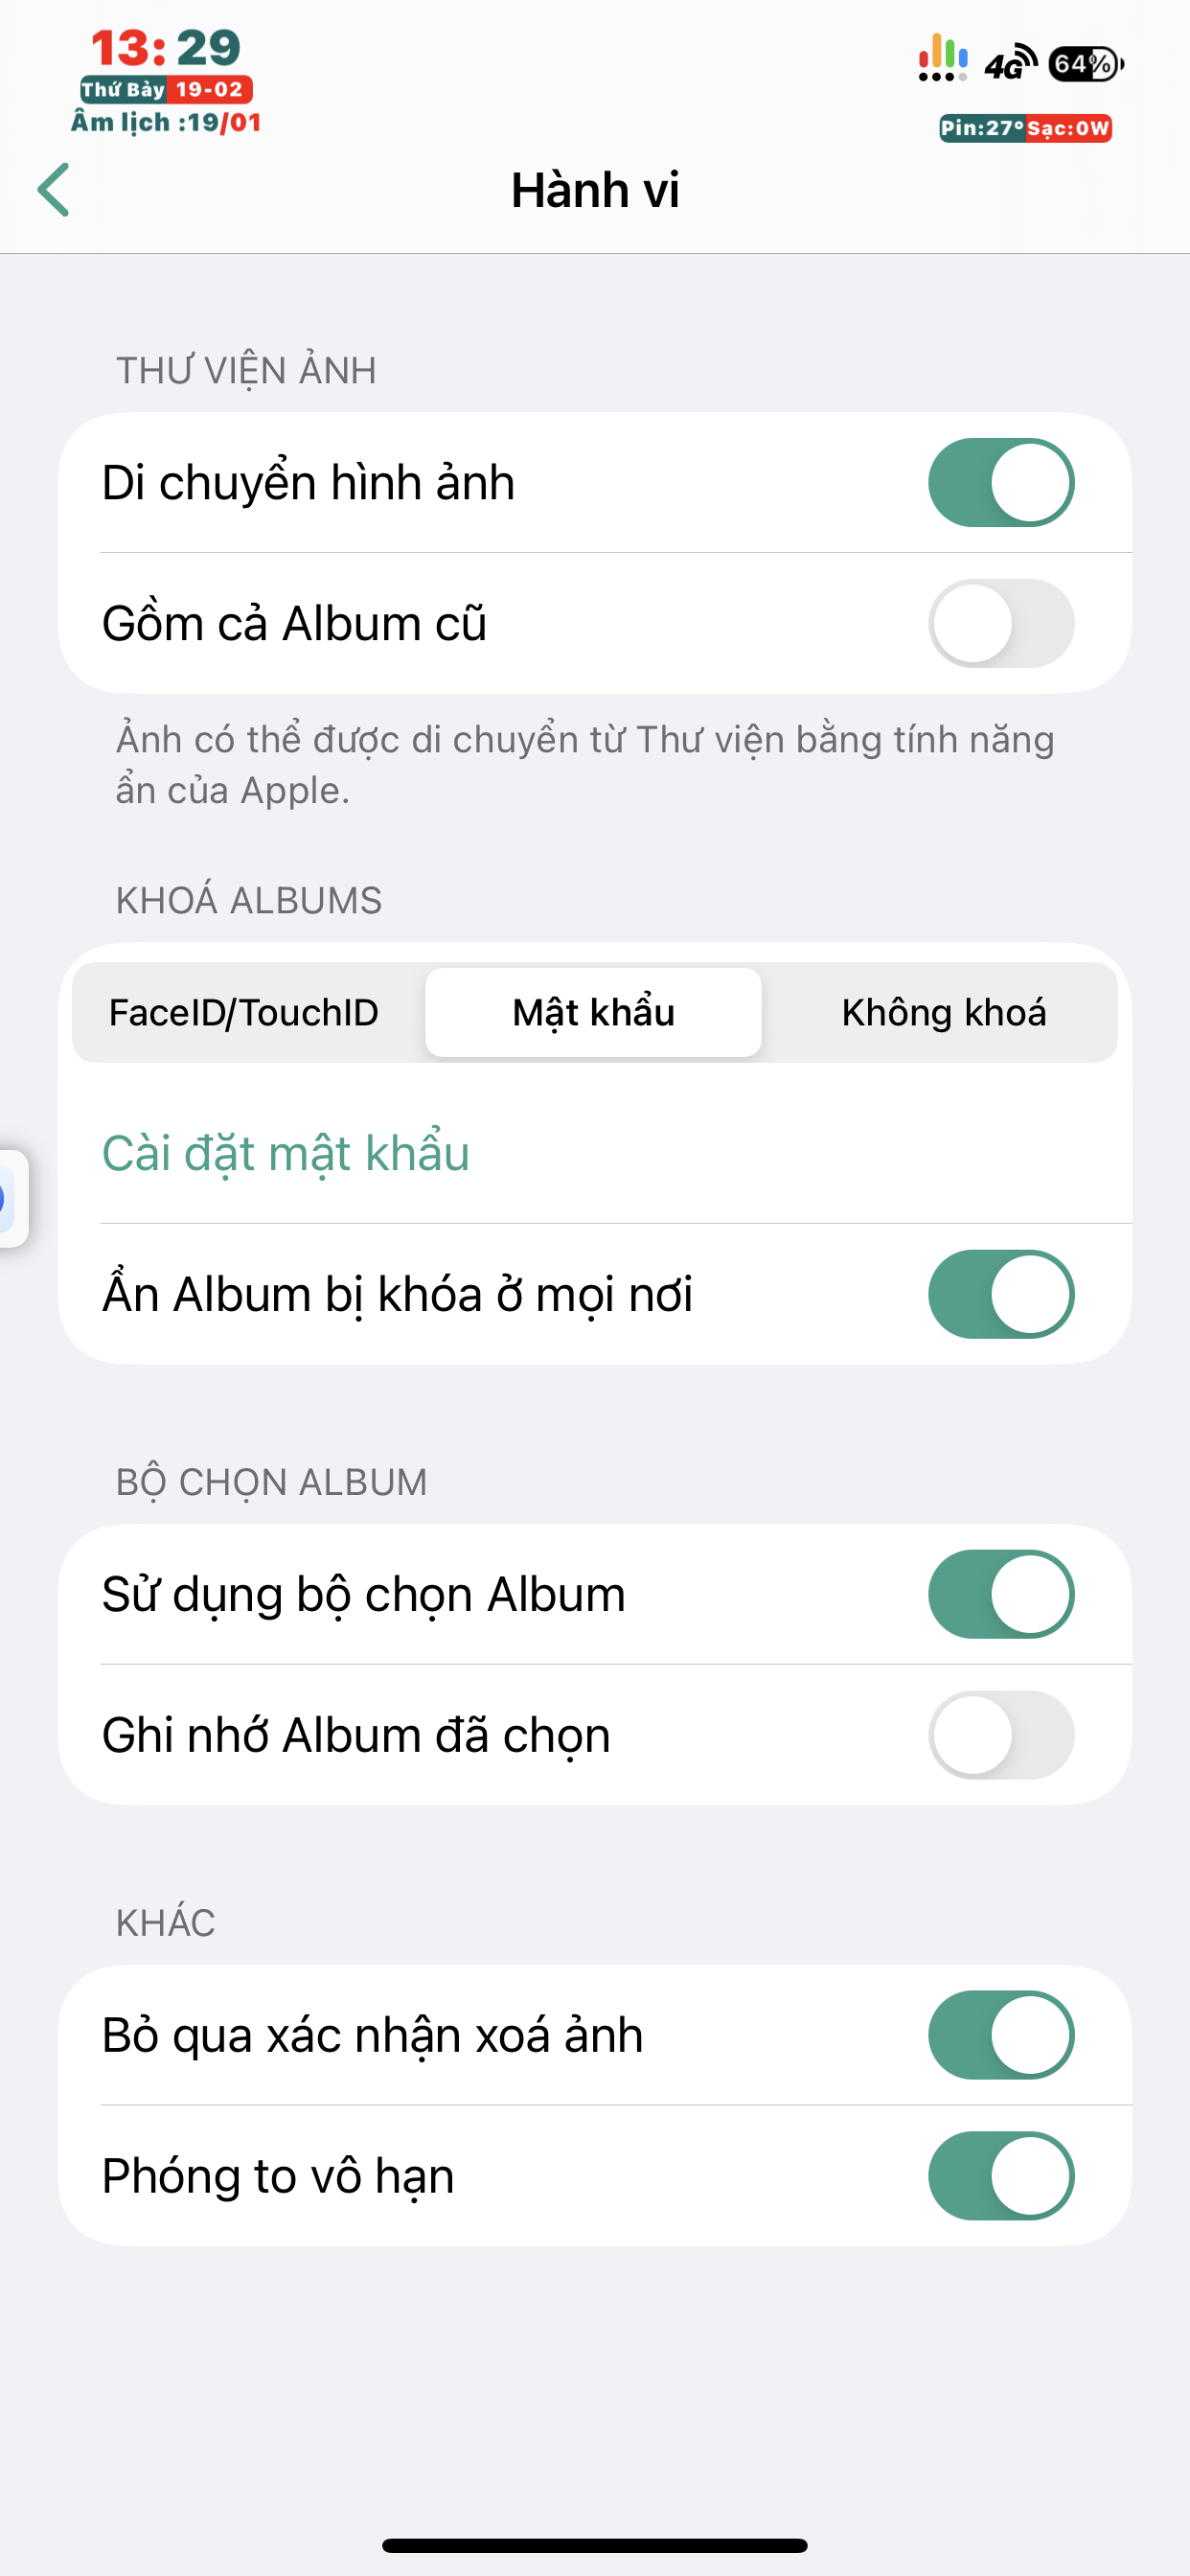 13:29
Thứ Bảy 19-02
Âm lịch :19/01
4G
64%
Pin:27° Sạc:0W
Hành vi
THƯ VIỆN ẢNH
Di chuyển hình ảnh
Gồm cả Album cũ
Ảnh có thể được di chuyển từ Thư viện bằng tính năng
ẩn của Apple.
KHOÁ ALBUMS
FaceID/TouchID
Mật khẩu
Không khoá
Cài đặt mật khẩu
Ẩn Album bị khóa ở mọi nơi
BỘ CHỌN ALBUM
Sử dụng bộ chọn Album
Ghi nhớ Album đã chọn
KHÁC
Bỏ qua xác nhận xoá ảnh
Phóng to vô hạn